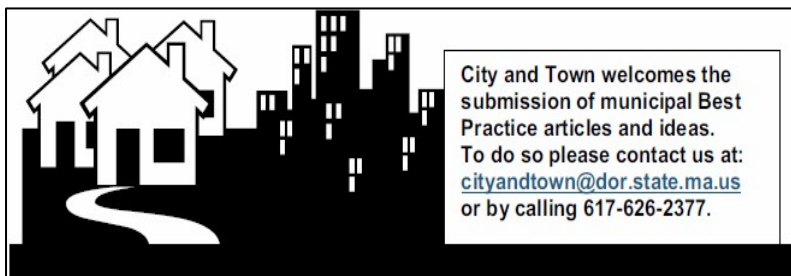 City and Town welcomes the
submission of municipal Best
Practice articles and ideas.
To do so please contact us at:
cityandtown@dor.state.ma.us
or by calling 617-626-2377.